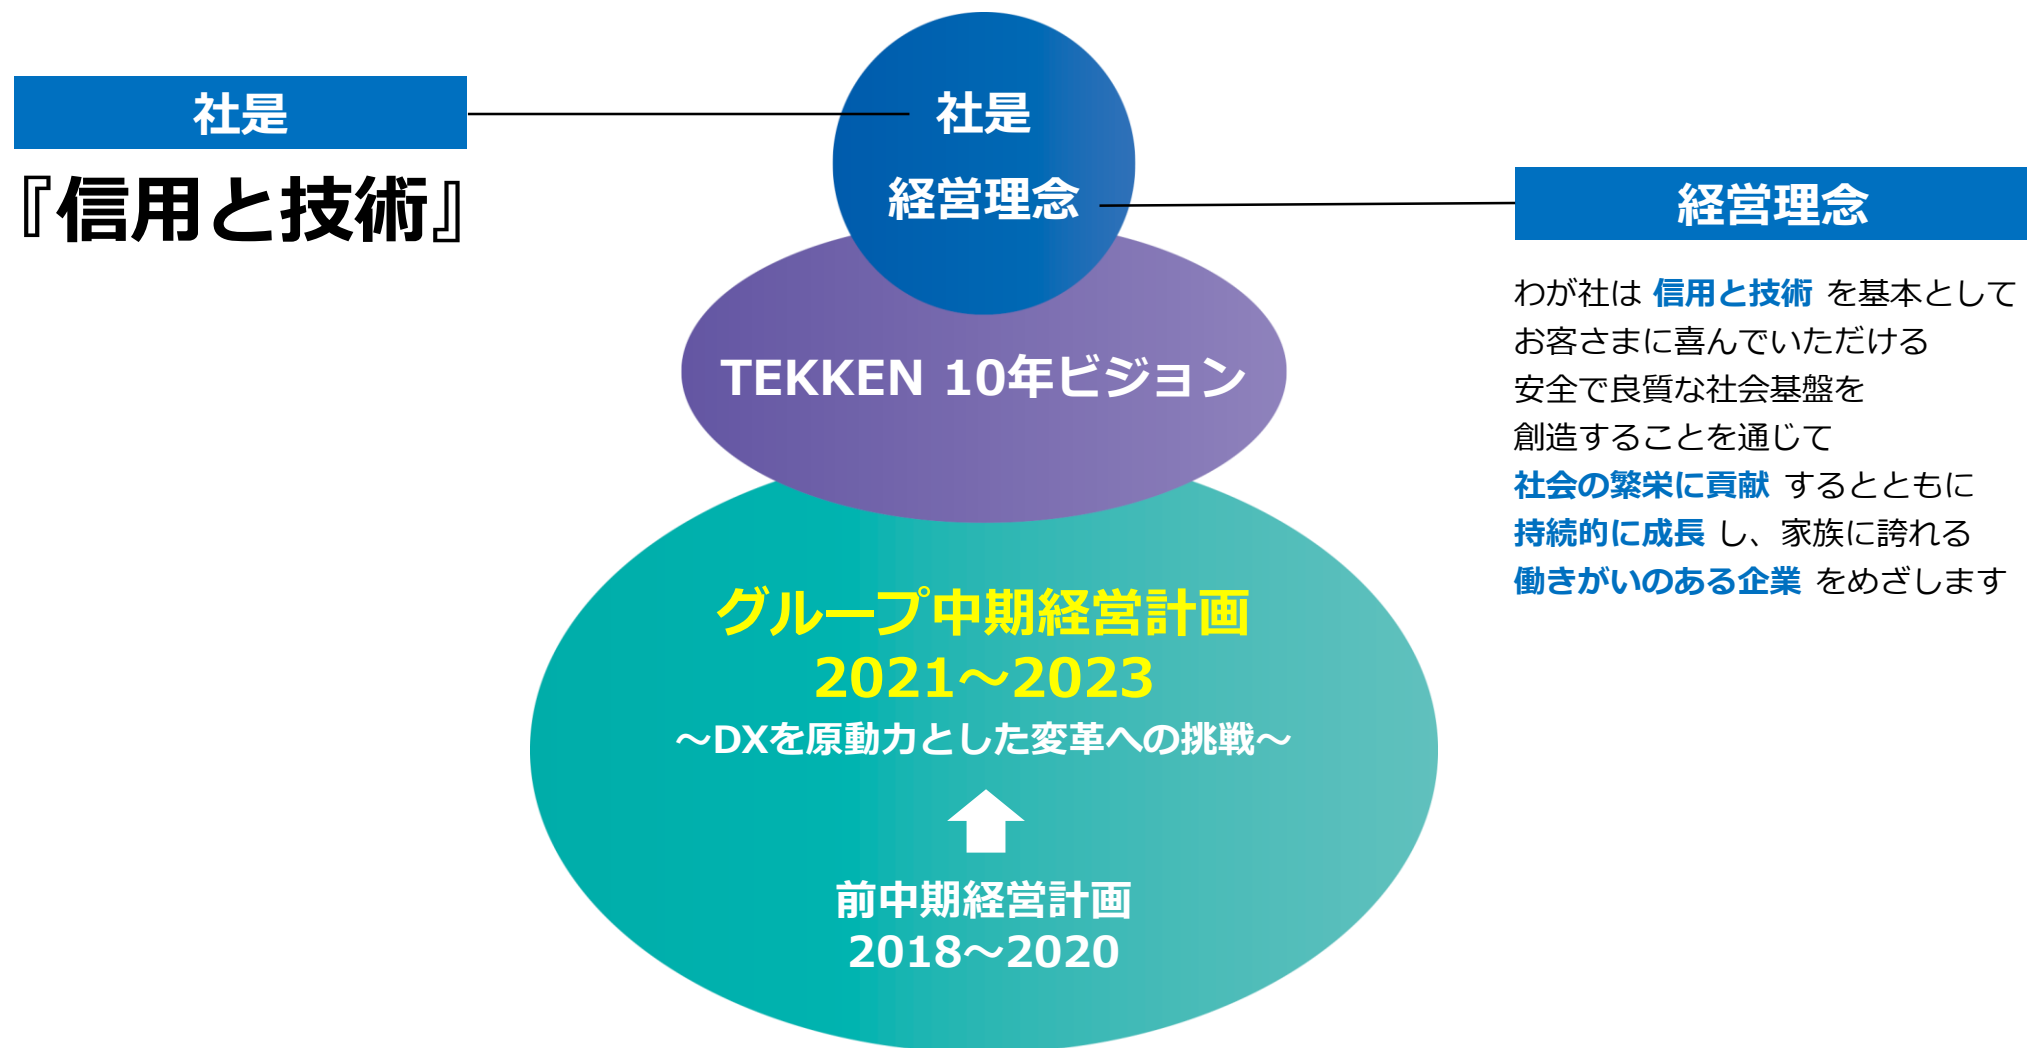 社是
『信用と技術』
社是
経営理念
TEKKEN 10年ビジョン
グループ中期経営計画
2021～2023
～DXを原動力とした変革への挑戦～
前中期経営計画
2018～2020
経営理念
わが社は 信用と技術 を基本として
お客さまに喜んでいただける
安全で良質な社会基盤を
創造することを通じて
社会の繁栄に貢献 するとともに
持続的に成長 し、家族に誇れる
働きがいのある企業 をめざします